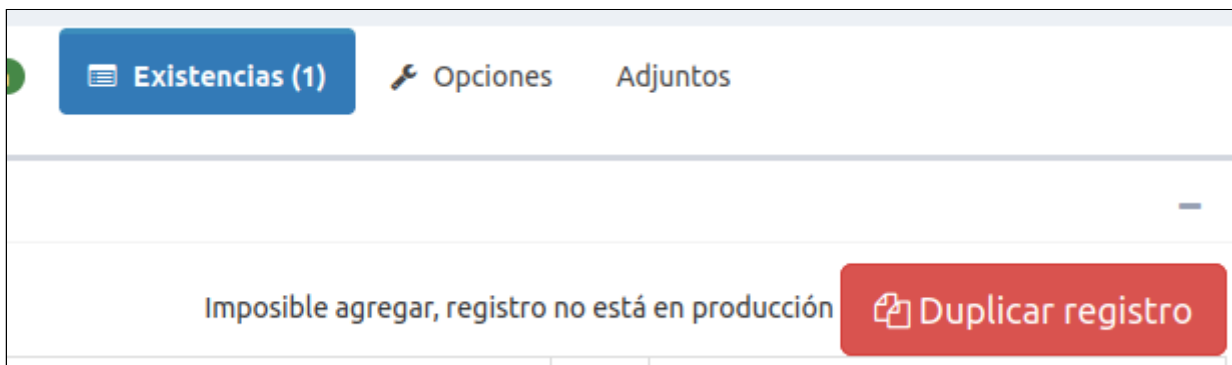 Existencias (1) Opciones Adjuntos
Imposible agregar, registro no está en producción Duplicar registro